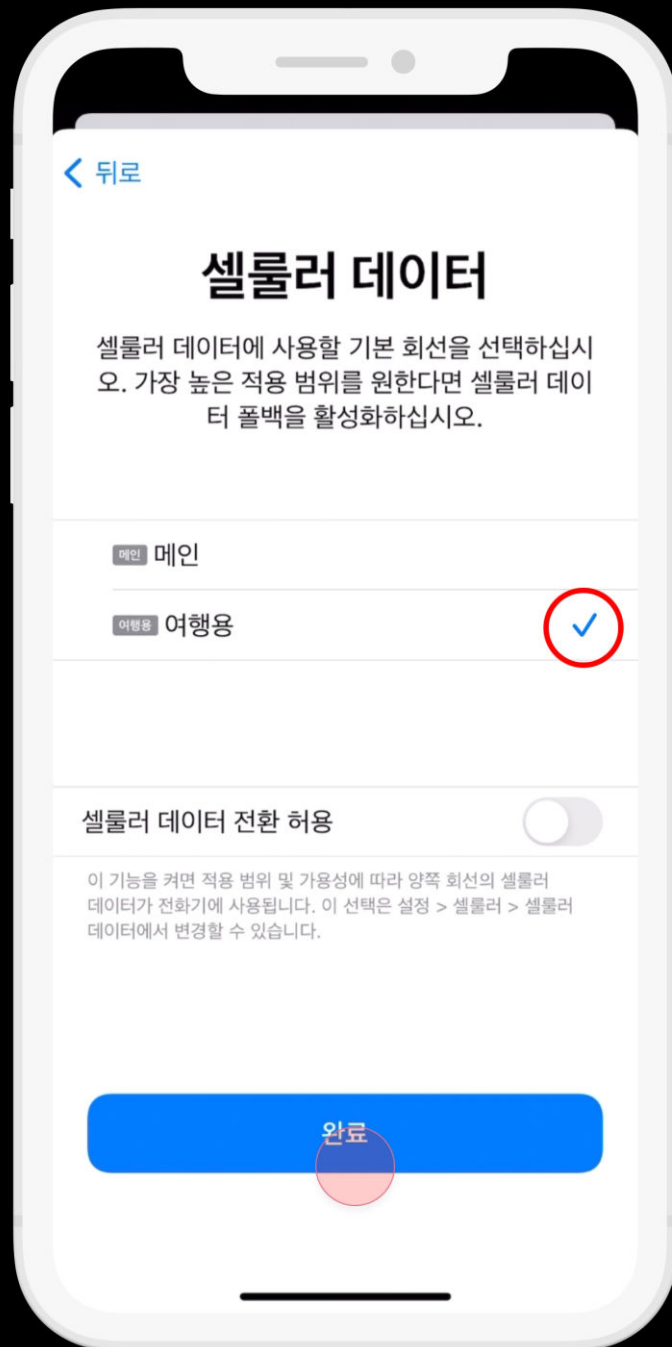 뒤로
셀룰러 데이터
셀룰러 데이터에 사용할 기본 회선을 선택하십시
오. 가장 높은 적용 범위를 원한다면 셀룰러 데이
터 폴백을 활성화하십시오.
메인 메인
여행용 여행용
셀룰러 데이터 전환 허용
이 기능을 켜면 적용 범위 및 가용성에 따라 양쪽 회선의 셀룰러
데이터가 전화기에 사용됩니다. 이 선택은 설정 > 셀룰러 > 셀룰러
데이터에서 변경할 수 있습니다.
완료